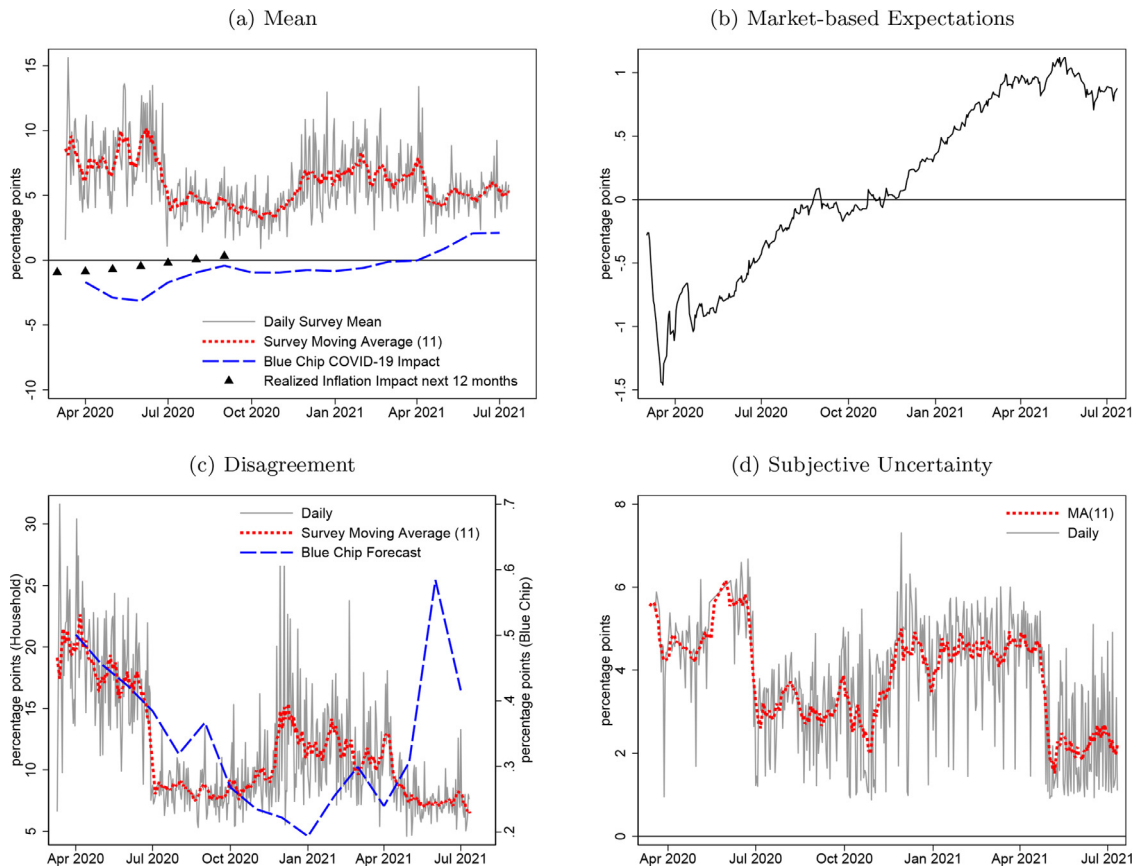 (a) Mean
percentage points
15
10
5
0
-5
-10
Daily Survey Mean
Survey Moving Average (11)
Blue Chip COVID-19 Impact
Realized Inflation Impact next 12 months
Apr 2020 Jul 2020 Oct 2020 Jan 2021 Apr 2021 Jul 2021
(b) Market-based Expectations
percentage points
1
.5
0
-.5
-1
-1.5
Apr 2020 Jul 2020 Oct 2020 Jan 2021 Apr 2021 Jul 2021
(c) Disagreement
percentage points (Household)
30
25
20
15
10
5
Daily
Survey Moving Average (11)
Blue Chip Forecast
.7
.6
.5
.4
.3
.2
percentage points (Blue Chip)
Apr 2020 Jul 2020 Oct 2020 Jan 2021 Apr 2021 Jul 2021
(d) Subjective Uncertainty
percentage points
8
6
4
2
0
MA(11)
Daily
Apr 2020 Jul 2020 Oct 2020 Jan 2021 Apr 2021 Jul 2021